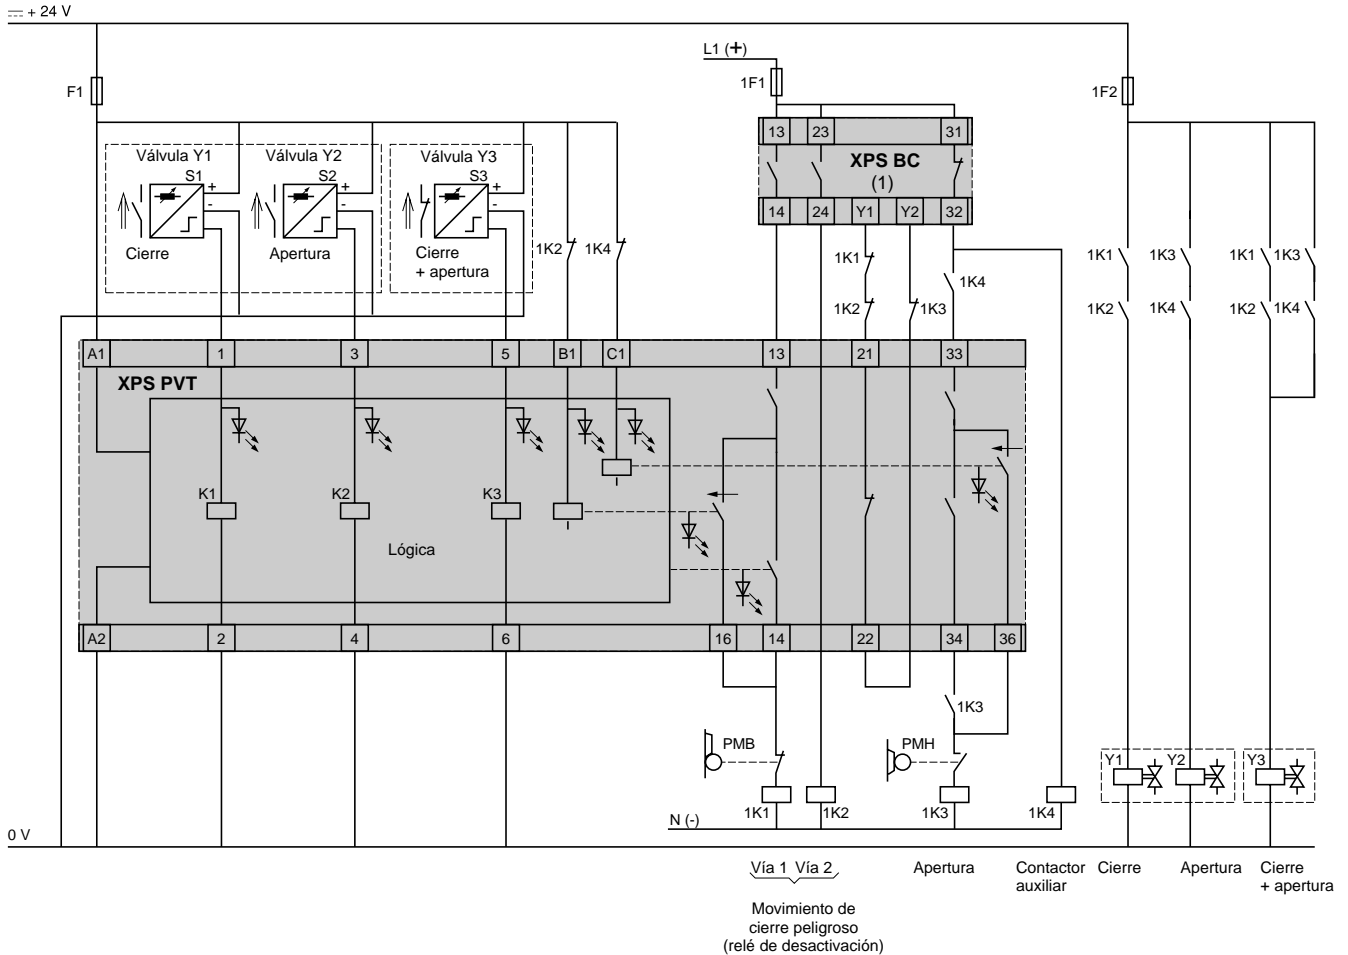 + 24 V
L1 (+)
F1
1F1
1F2
13 23 31
XPS BC
(1)
14 24 Y1 Y2 32
Válvula Y1
Válvula Y2
Válvula Y3
S1
S2
S3
+
-
+
-
+
-
Cierre
Apertura
Cierre
+ apertura
1K2
1K4
1K1
1K2
1K3
1K4
1K1
1K3
1K1
1K3
1K2
1K4
1K2
1K4
A1 1 3 5 B1 C1 13 21 33
XPS PVT
K1
K2
K3
Lógica
A2 2 4 6 16 14 22 34 36
1K3
PMB
PMH
Y1
Y2
Y3
N (-)
1K1
1K2
1K3
1K4
0 V
Vía 1 Vía 2
Apertura
Contactor
auxiliar
Cierre
Apertura
Cierre
+ apertura
Movimiento de
cierre peligroso
(relé de desactivación)